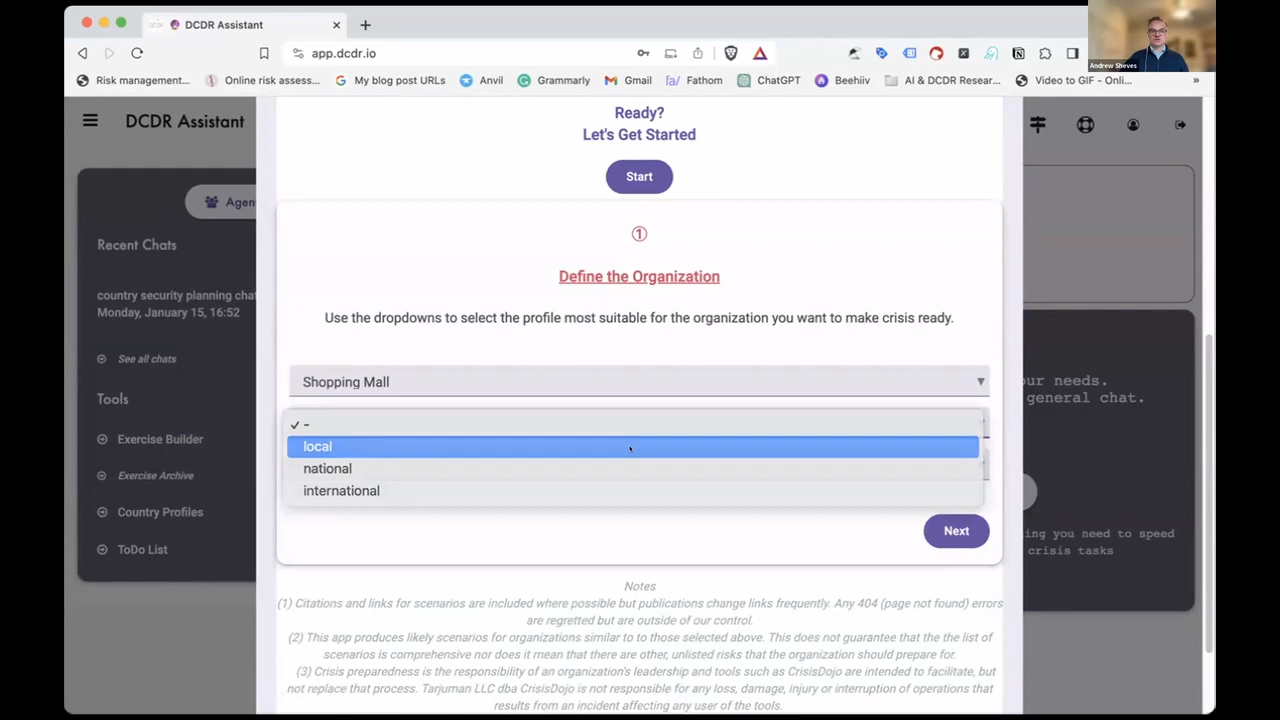 DCDR Assistant
app.dcdr.io
Risk management...
Online risk assess...
My blog post URLs
Anvil
Grammarly
Gmail
Fathom
ChatGPT
Beehiiv
AI & DCDR Resear...
Video to GIF - Onli...
»
Andrew Sheves
DCDR Assistant
Agen
Recent Chats
country security planning cha
Monday, January 15, 16:52
See all chats
Tools
Exercise Builder
Exercise Archive
Country Profiles
ToDo List
Ready?
Let's Get Started
Start
①
Define the Organization
Use the dropdowns to select the profile most suitable for the organization you want to make crisis ready.
Shopping Mall
✓ -
local
national
international
Next
Notes
(1) Citations and links for scenarios are included where possible but publications change links frequently. Any 404 (page not found) errors
are regretted but are outside of our control.
(2) This app produces likely scenarios for organizations similar to to those selected above. This does not guarantee that the the list of
scenarios is comprehensive nor does it mean that there are other, unlisted risks that the organization should prepare for.
(3) Crisis preparedness is the responsibility of an organization's leadership and tools such as CrisisDojo are intended to facilitate, but
not replace that process. Tarjuman LLC dba CrisisDojo is not responsible for any loss, damage, injury or interruption of operations that
results from an incident affecting any user of the tools.
our needs.
general chat.
ing you need to speed
crisis tasks